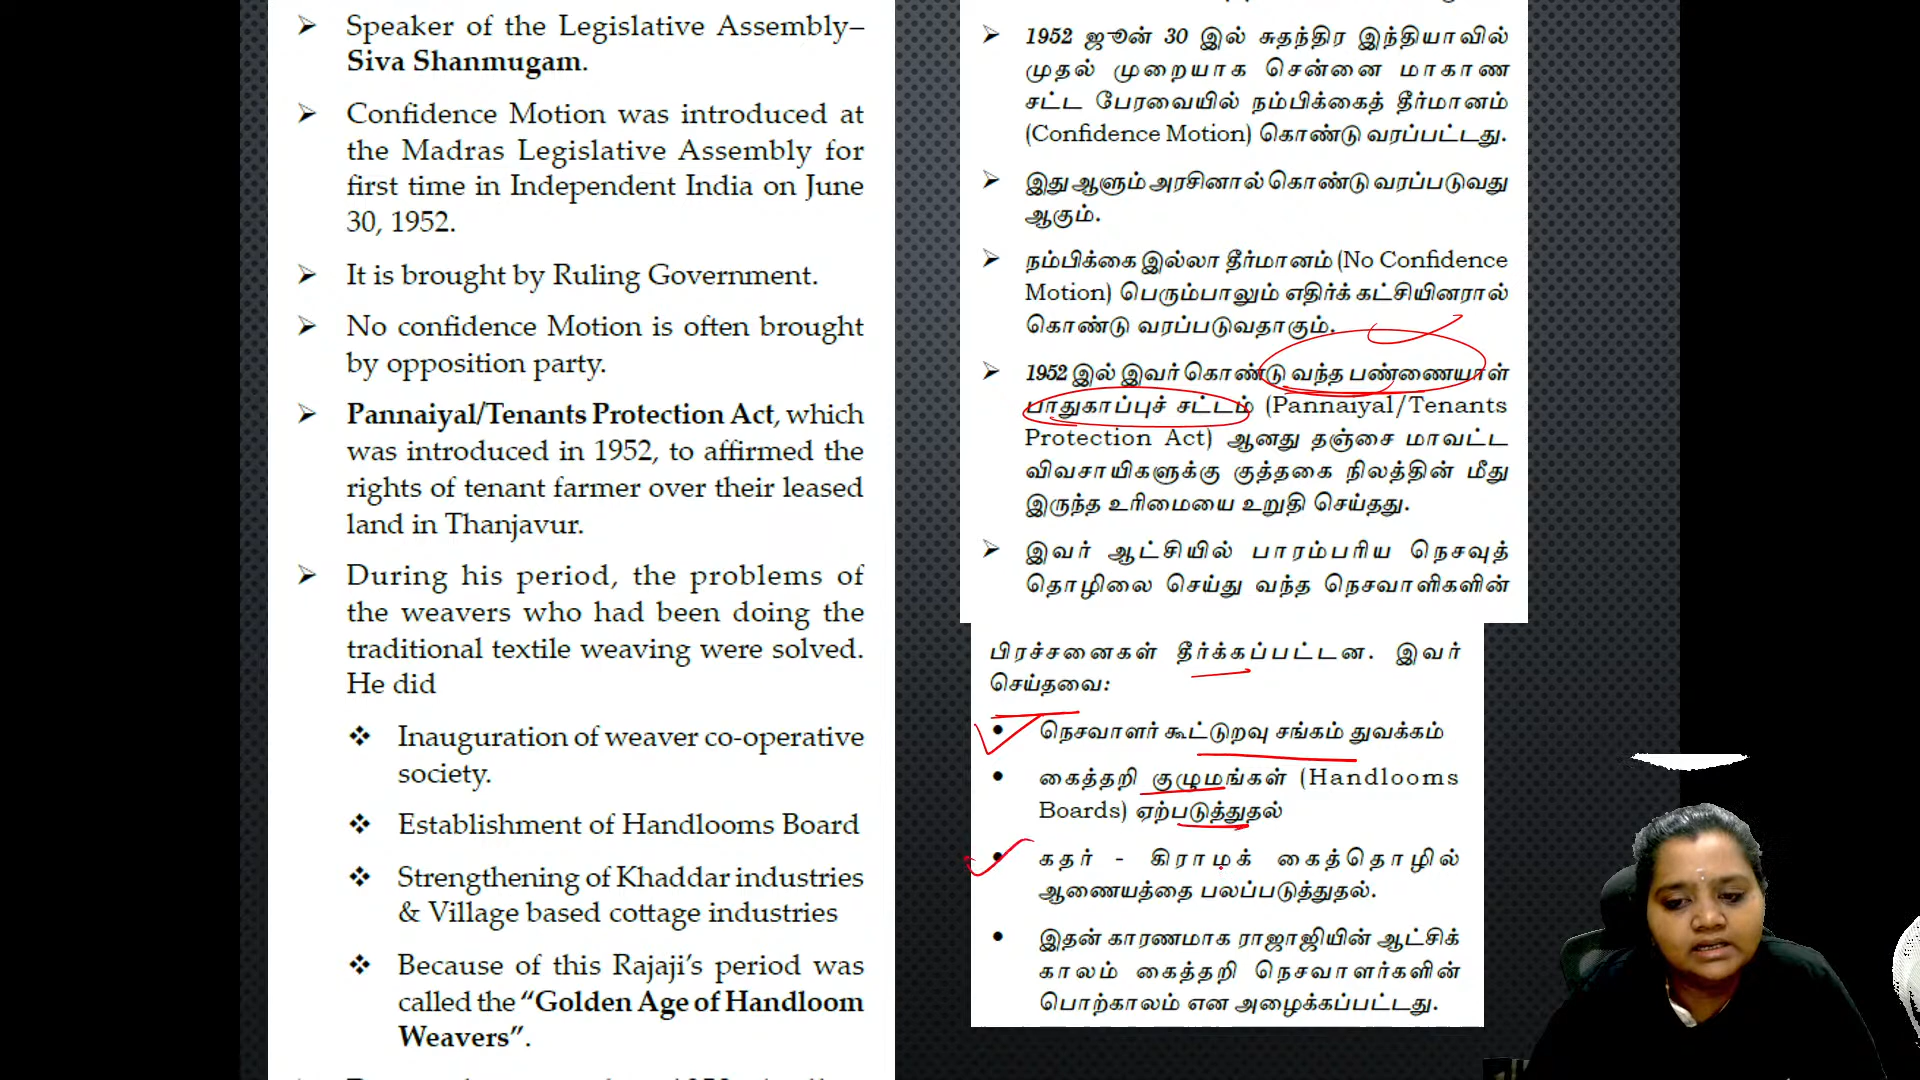 ➢ Speaker of the Legislative Assembly–
Siva Shanmugam.
➢ Confidence Motion was introduced at
the Madras Legislative Assembly for
first time in Independent India on June
30, 1952.
➢ It is brought by Ruling Government.
➢ No confidence Motion is often brought
by opposition party.
➢ Pannaiyal/Tenants Protection Act, which
was introduced in 1952, to affirmed the
rights of tenant farmer over their leased
land in Thanjavur.
➢ During his period, the problems of
the weavers who had been doing the
traditional textile weaving were solved.
He did
❖ Inauguration of weaver co-operative
society.
❖ Establishment of Handlooms Board
❖ Strengthening of Khaddar industries
& Village based cottage industries
❖ Because of this Rajaji’s period was
called the “Golden Age of Handloom
Weavers”.
➢ 1952 ஜூன் 30 இல் சுதந்திர இந்தியாவில்
முதல் முறையாக சென்னை மாகாண
சட்ட பேரவையில் நம்பிக்கைத் தீர்மானம்
(Confidence Motion) கொண்டு வரப்பட்டது.
➢ இது ஆளும் அரசினால் கொண்டு வரப்படுவது
ஆகும்.
➢ நம்பிக்கை இல்லா தீர்மானம் (No Confidence
Motion) பெரும்பாலும் எதிர்க் கட்சியினரால்
கொண்டு வரப்படுவதாகும்.
➢ 1952 இல் இவர் கொண்டு வந்த பண்ணையாள்
பாதுகாப்புச் சட்டம் (Pannaiyal/Tenants
Protection Act) ஆனது தஞ்சை மாவட்ட
விவசாயிகளுக்கு குத்தகை நிலத்தின் மீது
இருந்த உரிமையை உறுதி செய்தது.
➢ இவர் ஆட்சியில் பாரம்பரிய நெசவுத்
தொழிலை செய்து வந்த நெசவாளிகளின்
பிரச்சனைகள் தீர்க்கப்பட்டன. இவர்
செய்தவை:
• நெசவாளர் கூட்டுறவு சங்கம் துவக்கம்
• கைத்தறி குழுமங்கள் (Handlooms
Boards) ஏற்படுத்துதல்
• கதர் - கிராமக் கைத்தொழில்
ஆணையத்தை பலப்படுத்துதல்.
• இதன் காரணமாக ராஜாஜியின் ஆட்சிக்
காலம் கைத்தறி நெசவாளர்களின்
பொற்காலம் என அழைக்கப்பட்டது.